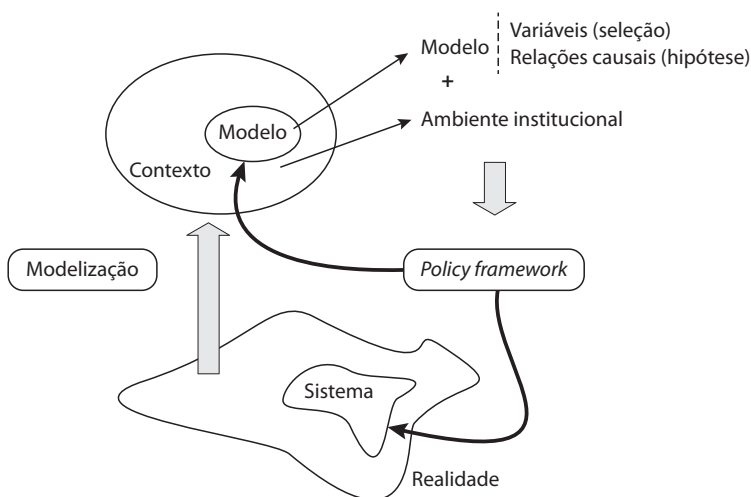 Variáveis (seleção)
Modelo
Relações causais (hipótese)
+
Modelo
Ambiente institucional
Contexto
Modelização
Policy framework
Sistema
Realidade